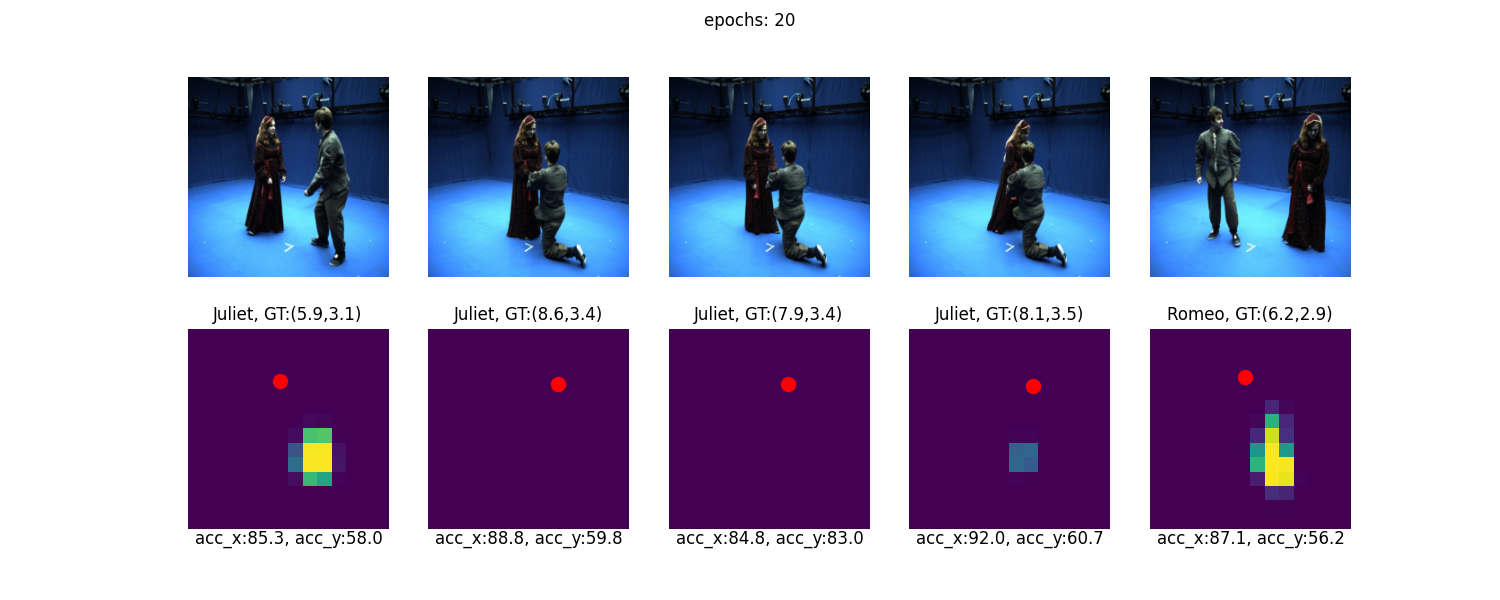 epochs: 20
Juliet, GT:(5.9,3.1)
Juliet, GT:(8.6,3.4)
Juliet, GT:(7.9,3.4)
Juliet, GT:(8.1,3.5)
Romeo, GT:(6.2,2.9)
acc_x:85.3, acc_y:58.0
acc_x:88.8, acc_y:59.8
acc_x:84.8, acc_y:83.0
acc_x:92.0, acc_y:60.7
acc_x:87.1, acc_y:56.2